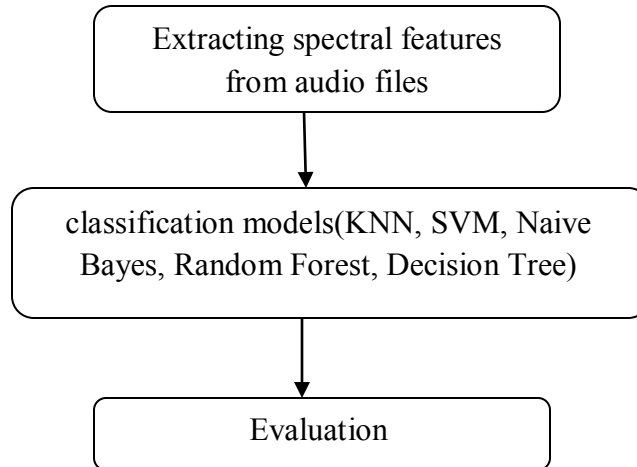 Extracting spectral features
from audio files
classification models(KNN, SVM, Naive
Bayes, Random Forest, Decision Tree)
Evaluation